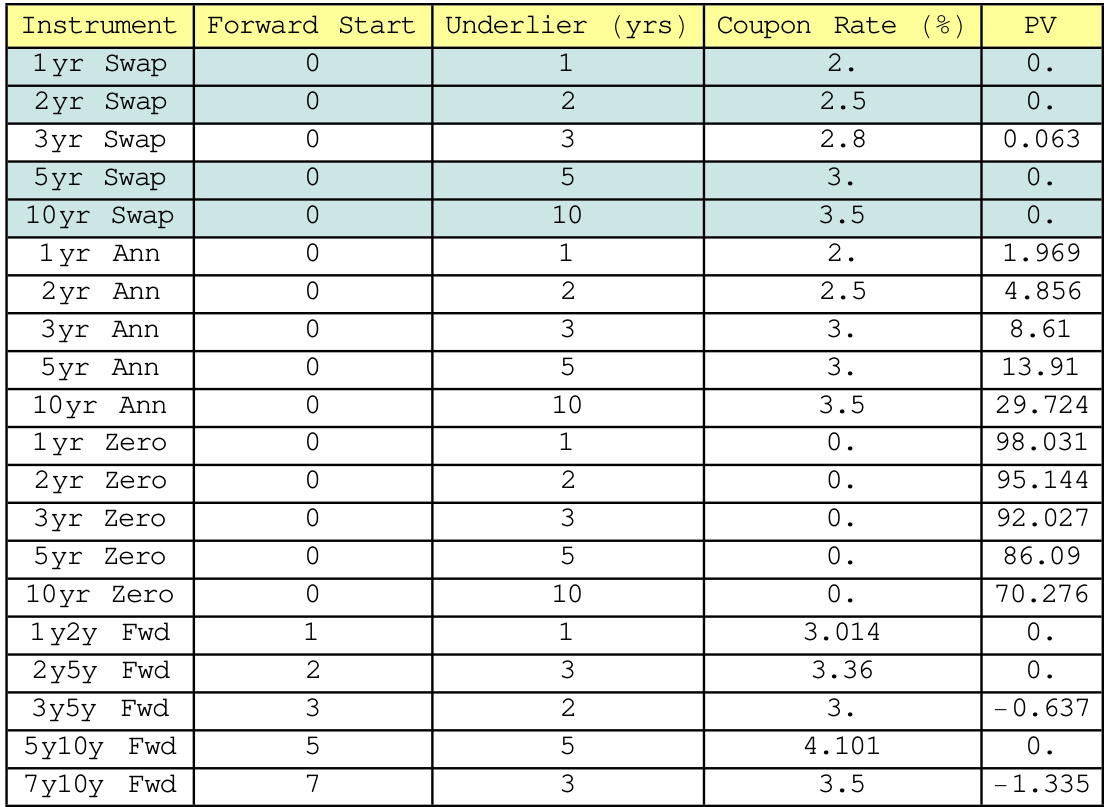 Instrument Forward Start Underlier (yrs) Coupon Rate (%) PV
1yr Swap 0 1 2. 0.
2yr Swap 0 2 2.5 0.
3yr Swap 0 3 2.8 0.063
5yr Swap 0 5 3. 0.
10yr Swap 0 10 3.5 0.
1yr Ann 0 1 2. 1.969
2yr Ann 0 2 2.5 4.856
3yr Ann 0 3 3. 8.61
5yr Ann 0 5 3. 13.91
10yr Ann 0 10 3.5 29.724
1yr Zero 0 1 0. 98.031
2yr Zero 0 2 0. 95.144
3yr Zero 0 3 0. 92.027
5yr Zero 0 5 0. 86.09
10yr Zero 0 10 0. 70.276
1y2y Fwd 1 1 3.014 0.
2y5y Fwd 2 3 3.36 0.
3y5y Fwd 3 2 3. -0.637
5y10y Fwd 5 5 4.101 0.
7y10y Fwd 7 3 3.5 -1.335